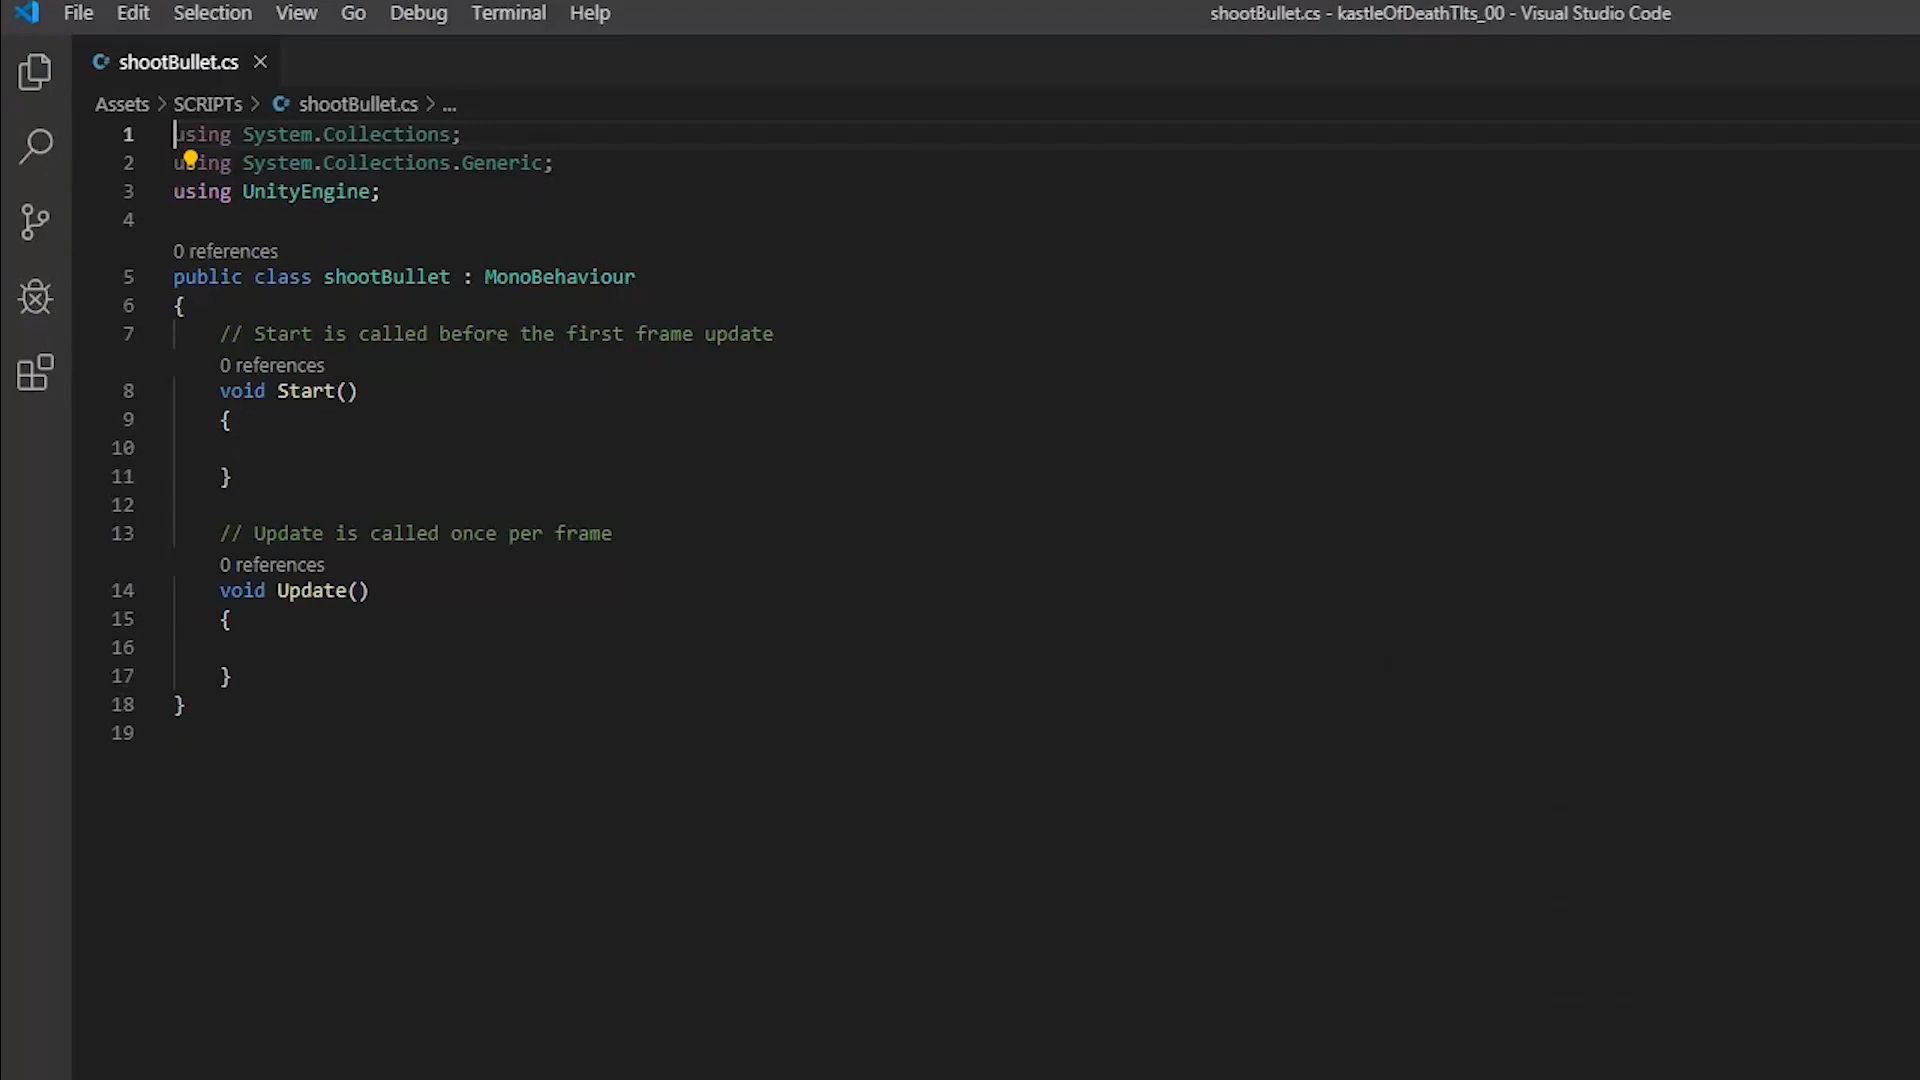 File Edit Selection View Go Debug Terminal Help shootBullet.cs - kastleOfDeathTlts_00 - Visual Studio Code
shootBullet.cs
Assets > SCRIPTs > shootBullet.cs > ...
1 using System.Collections;
2 using System.Collections.Generic;
3 using UnityEngine;
4
0 references
5 public class shootBullet : MonoBehaviour
6 {
7 // Start is called before the first frame update
0 references
8 void Start()
9 {
10
11 }
12
13 // Update is called once per frame
0 references
14 void Update()
15 {
16
17 }
18 }
19